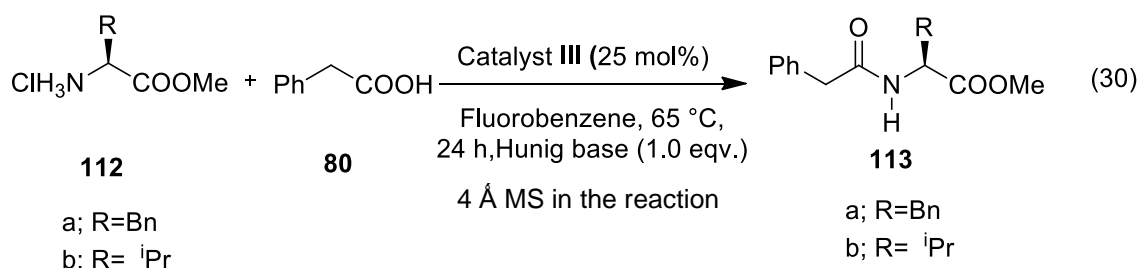 R
ClH₃N
COOMe
+
Ph
COOH
Catalyst III (25 mol%)
Fluorobenzene, 65 °C,
24 h,Hunig base (1.0 eqv.)
4 Å MS in the reaction
O
R
Ph
N
H
COOMe
(30)
112
80
113
a; R=Bn
b; R= ⁱPr
a; R=Bn
b; R= ⁱPr